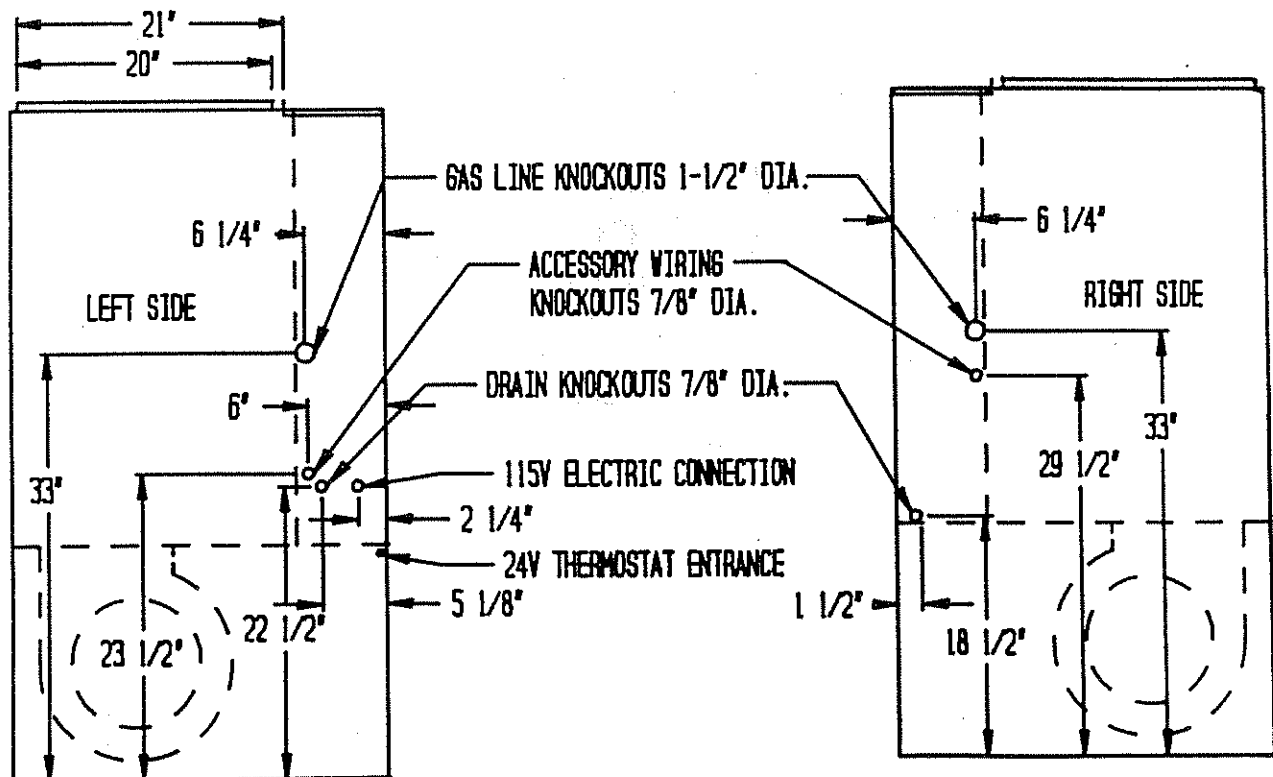 21"
20"
GAS LINE KNOCKOUTS 1-1/2" DIA.
6 1/4"
6 1/4"
ACCESSORY WIRING
KNOCKOUTS 7/8" DIA.
LEFT SIDE
RIGHT SIDE
DRAIN KNOCKOUTS 7/8" DIA.
6"
33"
29 1/2"
115V ELECTRIC CONNECTION
33"
2 1/4"
24V THERMOSTAT ENTRANCE
5 1/8"
1 1/2"
22 1/2"
18 1/2"
23 1/2"